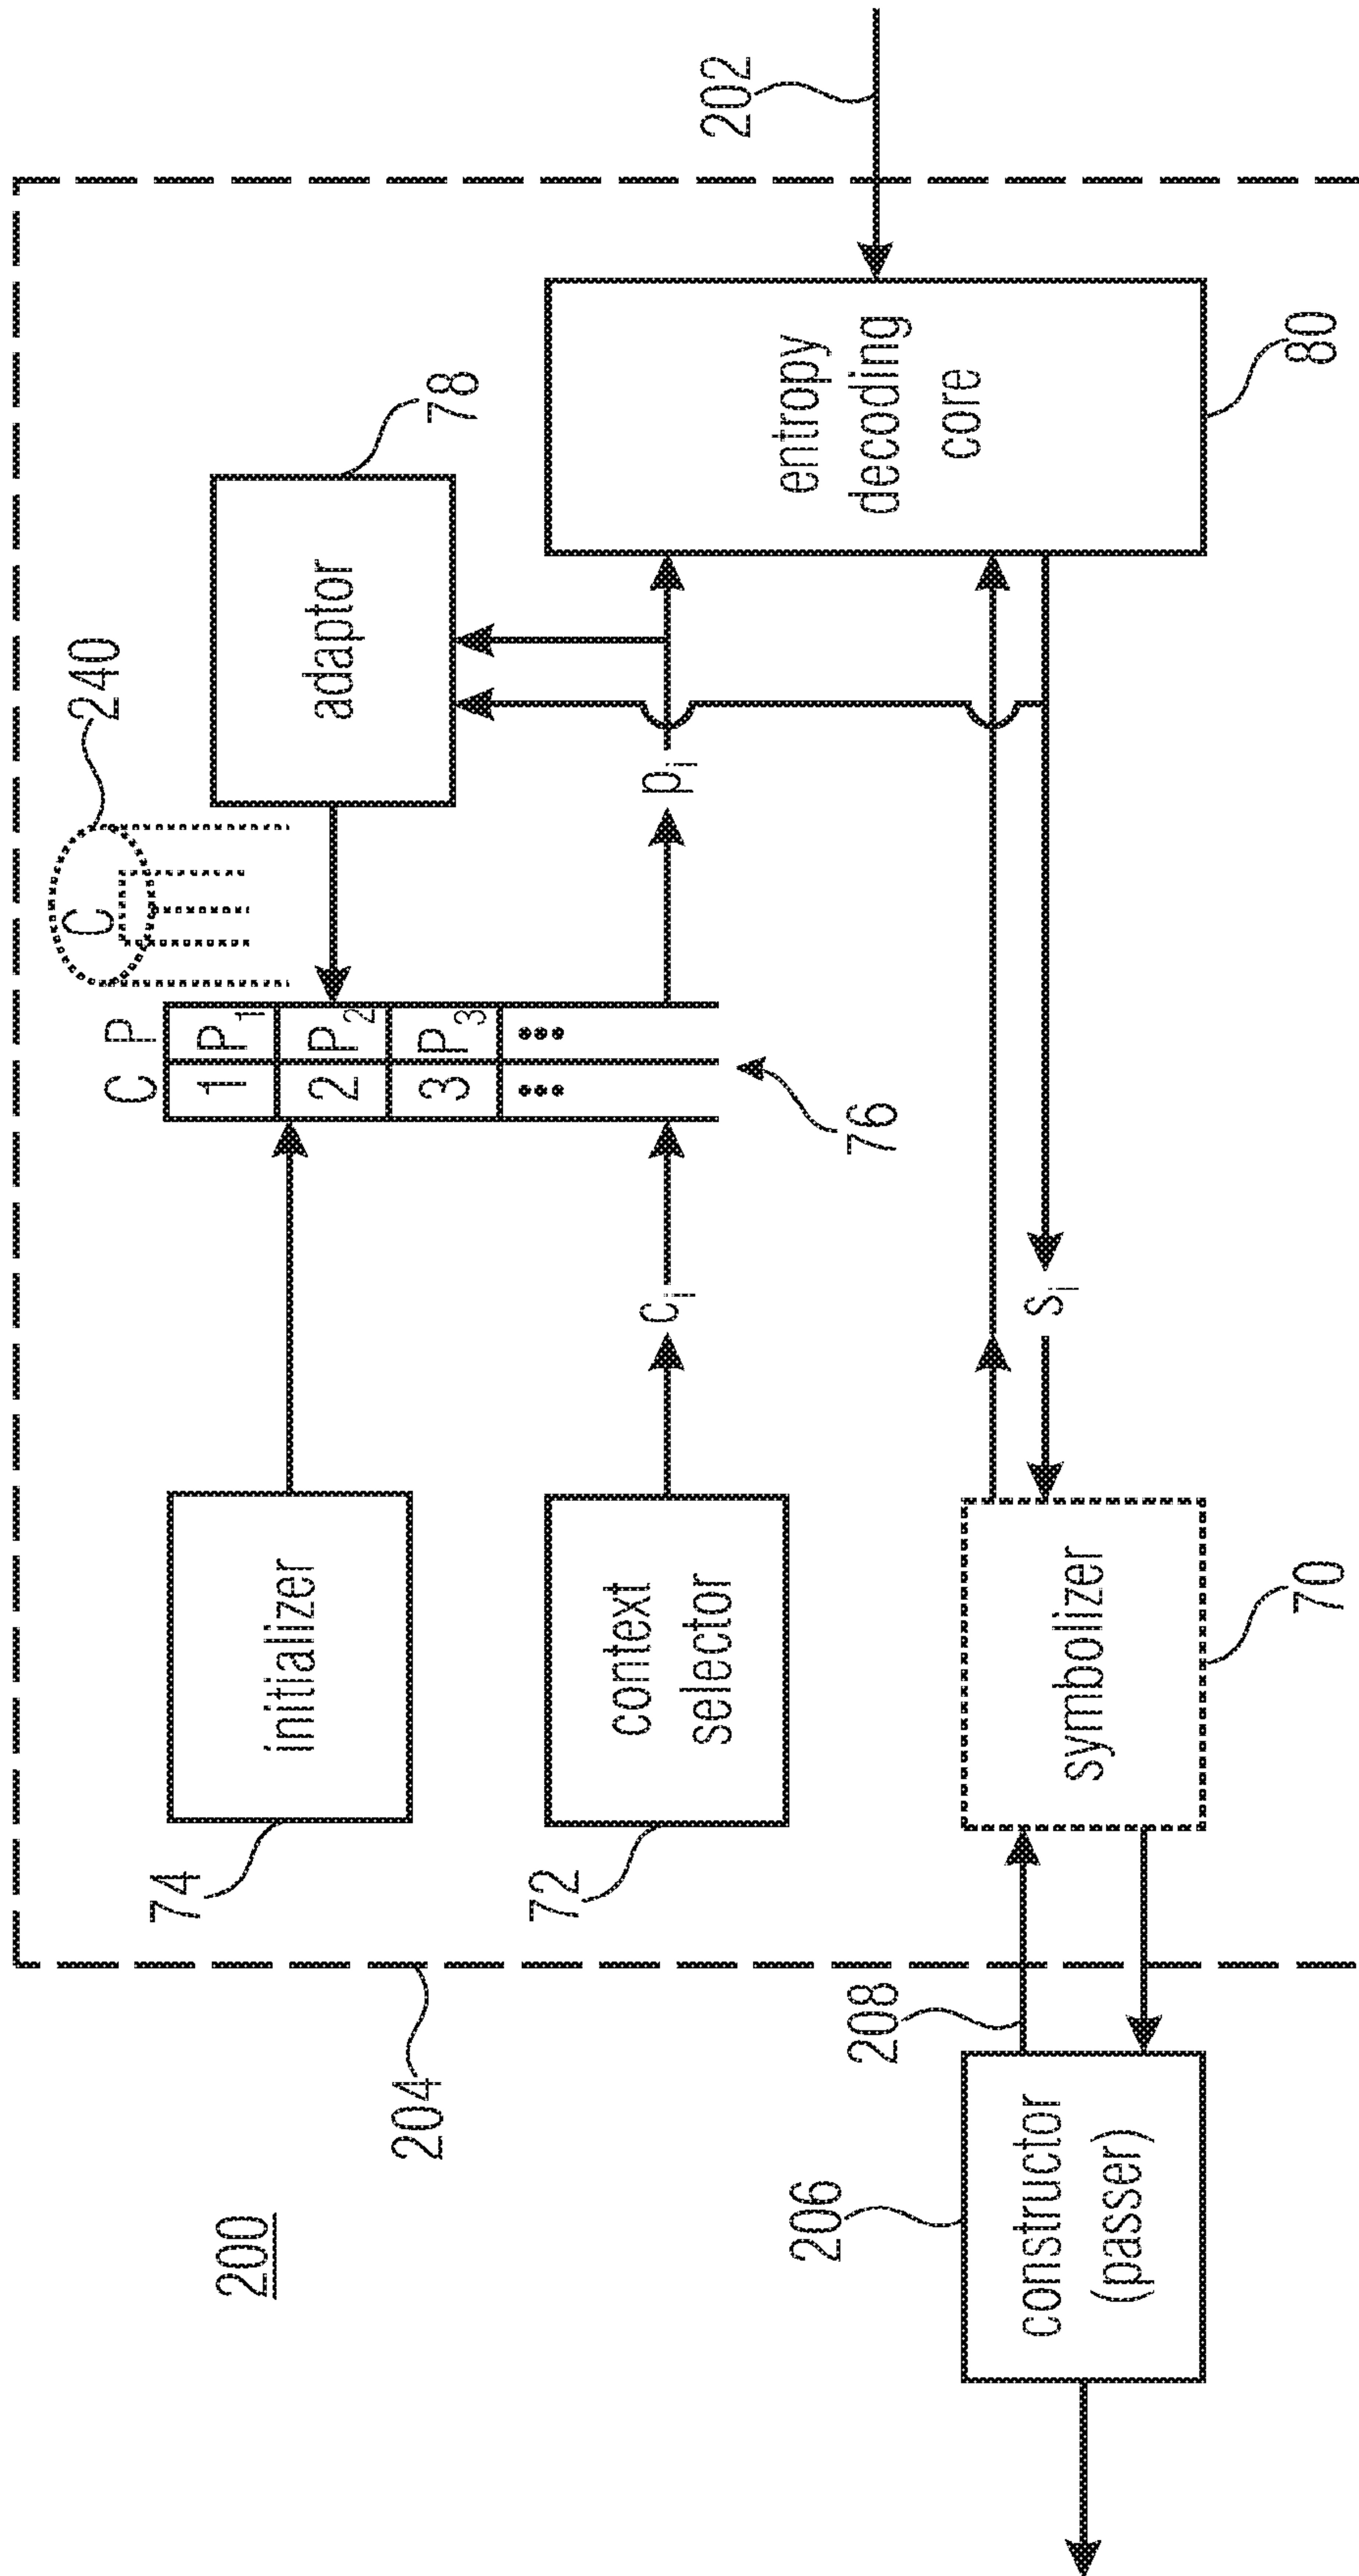 200
204
74
initializer
72
context
selector
206
constructor
(passer)
208
symbolizer
70
C P
1 P1
2 P2
3 P3
... ...
76
C
240
adaptor
78
ci
pi
si
entropy
decoding
core
80
202